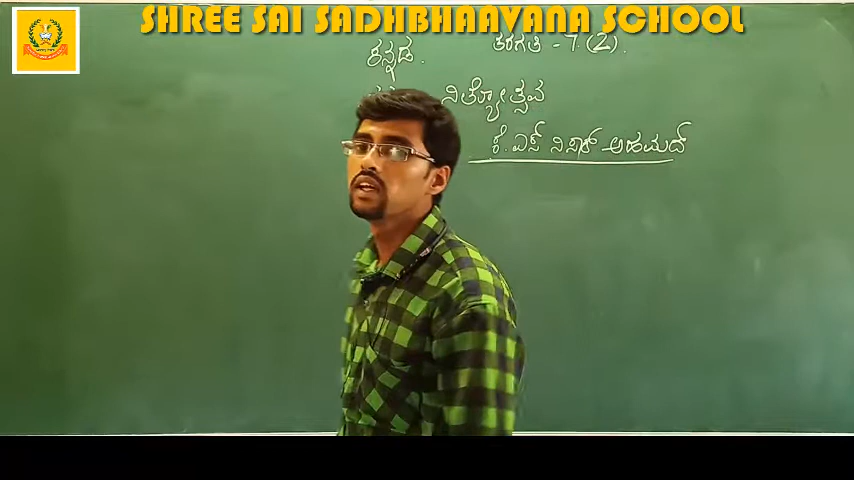 SHREE SAI SADHBHAAVANA SCHOOL
ಕನ್ನಡ. ತರಗತಿ - 7 (2).
ನಿತ್ಯೋತ್ಸವ
ಕೆ. ಎಸ್ ನಿಸಾರ್ ಅಹಮದ್